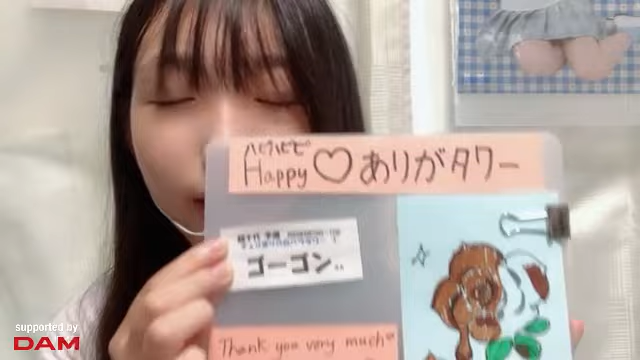 ハピハピ
Happy♡ありがタワー
ゴーゴン
Thank you very much
supported by
DAM